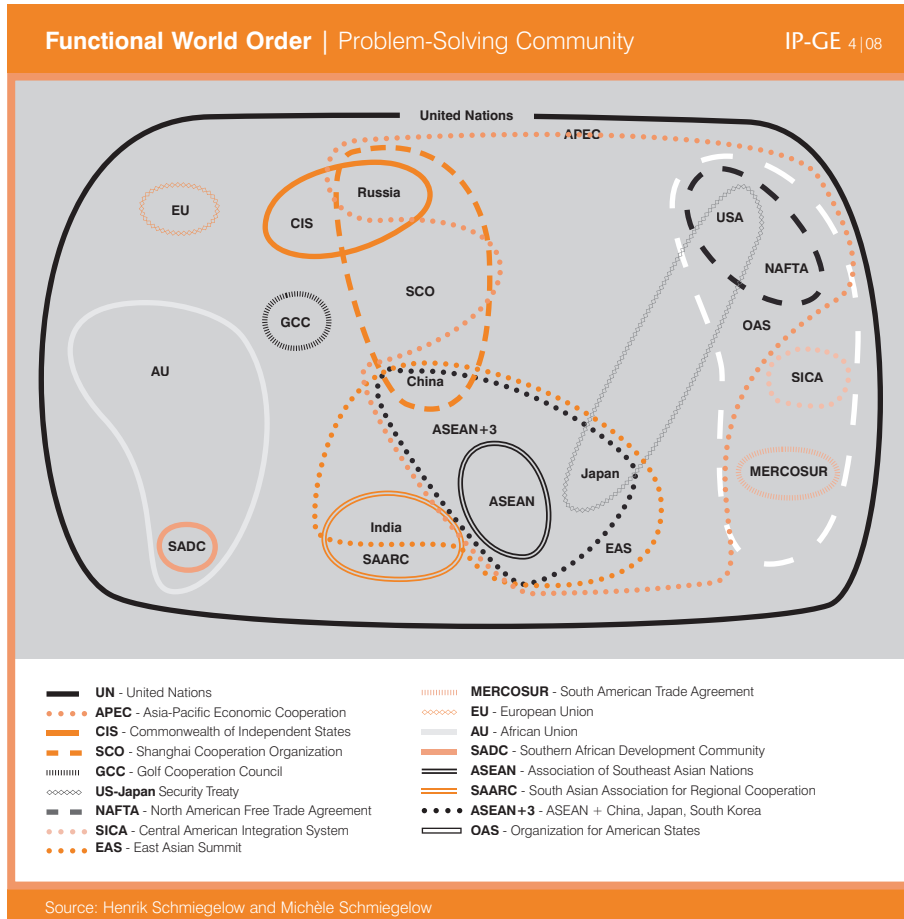 Functional World Order | Problem-Solving Community IP-GE 4|08
United Nations
APEC
Russia
EU
USA
CIS
NAFTA
SCO
GCC
OAS
AU
SICA
China
ASEAN+3
MERCOSUR
Japan
ASEAN
India
SADC
EAS
SAARC
UN - United Nations
APEC - Asia-Pacific Economic Cooperation
CIS - Commonwealth of Independent States
SCO - Shanghai Cooperation Organization
GCC - Golf Cooperation Council
US-Japan Security Treaty
NAFTA - North American Free Trade Agreement
SICA - Central American Integration System
EAS - East Asian Summit
MERCOSUR - South American Trade Agreement
EU - European Union
AU - African Union
SADC - Southern African Development Community
ASEAN - Association of Southeast Asian Nations
SAARC - South Asian Association for Regional Cooperation
ASEAN+3 - ASEAN + China, Japan, South Korea
OAS - Organization for American States
Source: Henrik Schmiegelow and Michèle Schmiegelow